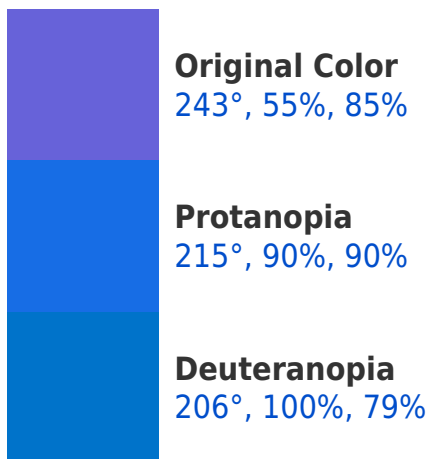 Original Color
243°, 55%, 85%
Protanopia
215°, 90%, 90%
Deuteranopia
206°, 100%, 79%